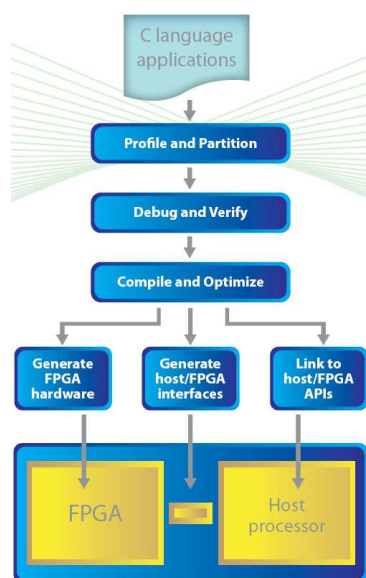 C language
applications
Profile and Partition
Debug and Verify
Compile and Optimize
Generate
FPGA
hardware
Generate
host/FPGA
interfaces
Link to
host/FPGA
APIs
FPGA
Host
processor